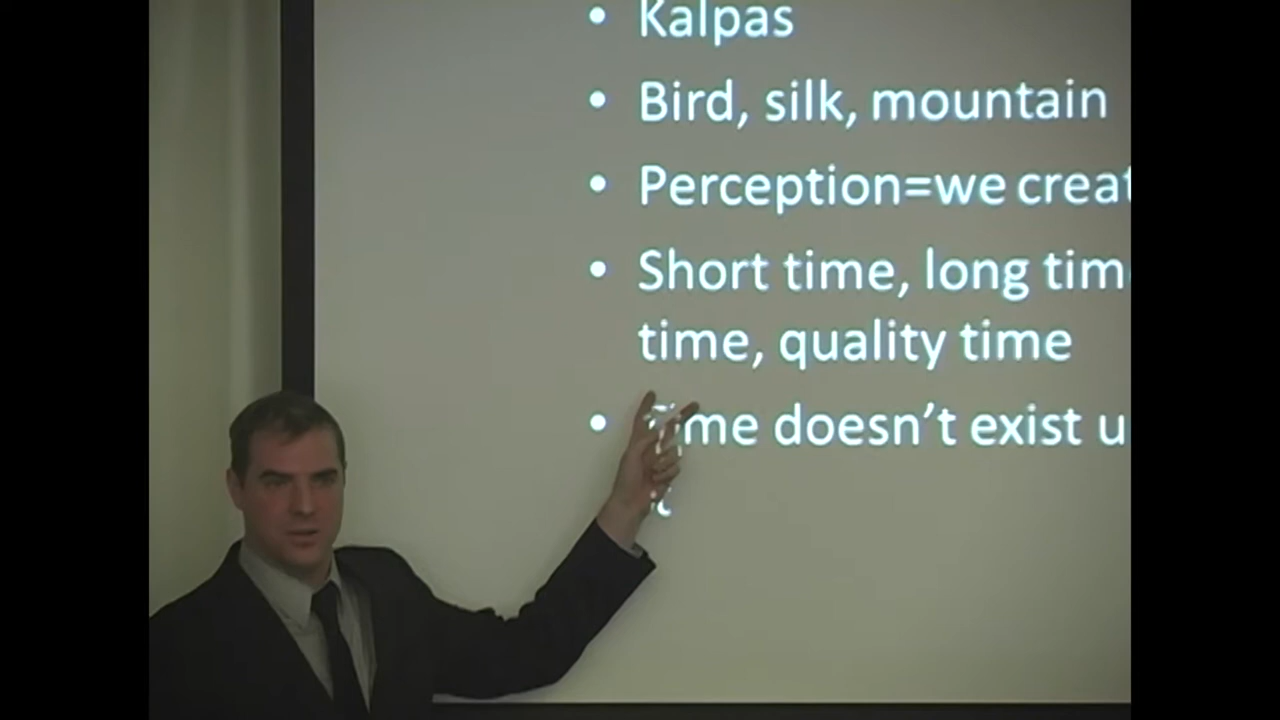 • Kalpas
• Bird, silk, mountain
• Perception=we creat
• Short time, long tim
time, quality time
• Time doesn't exist u